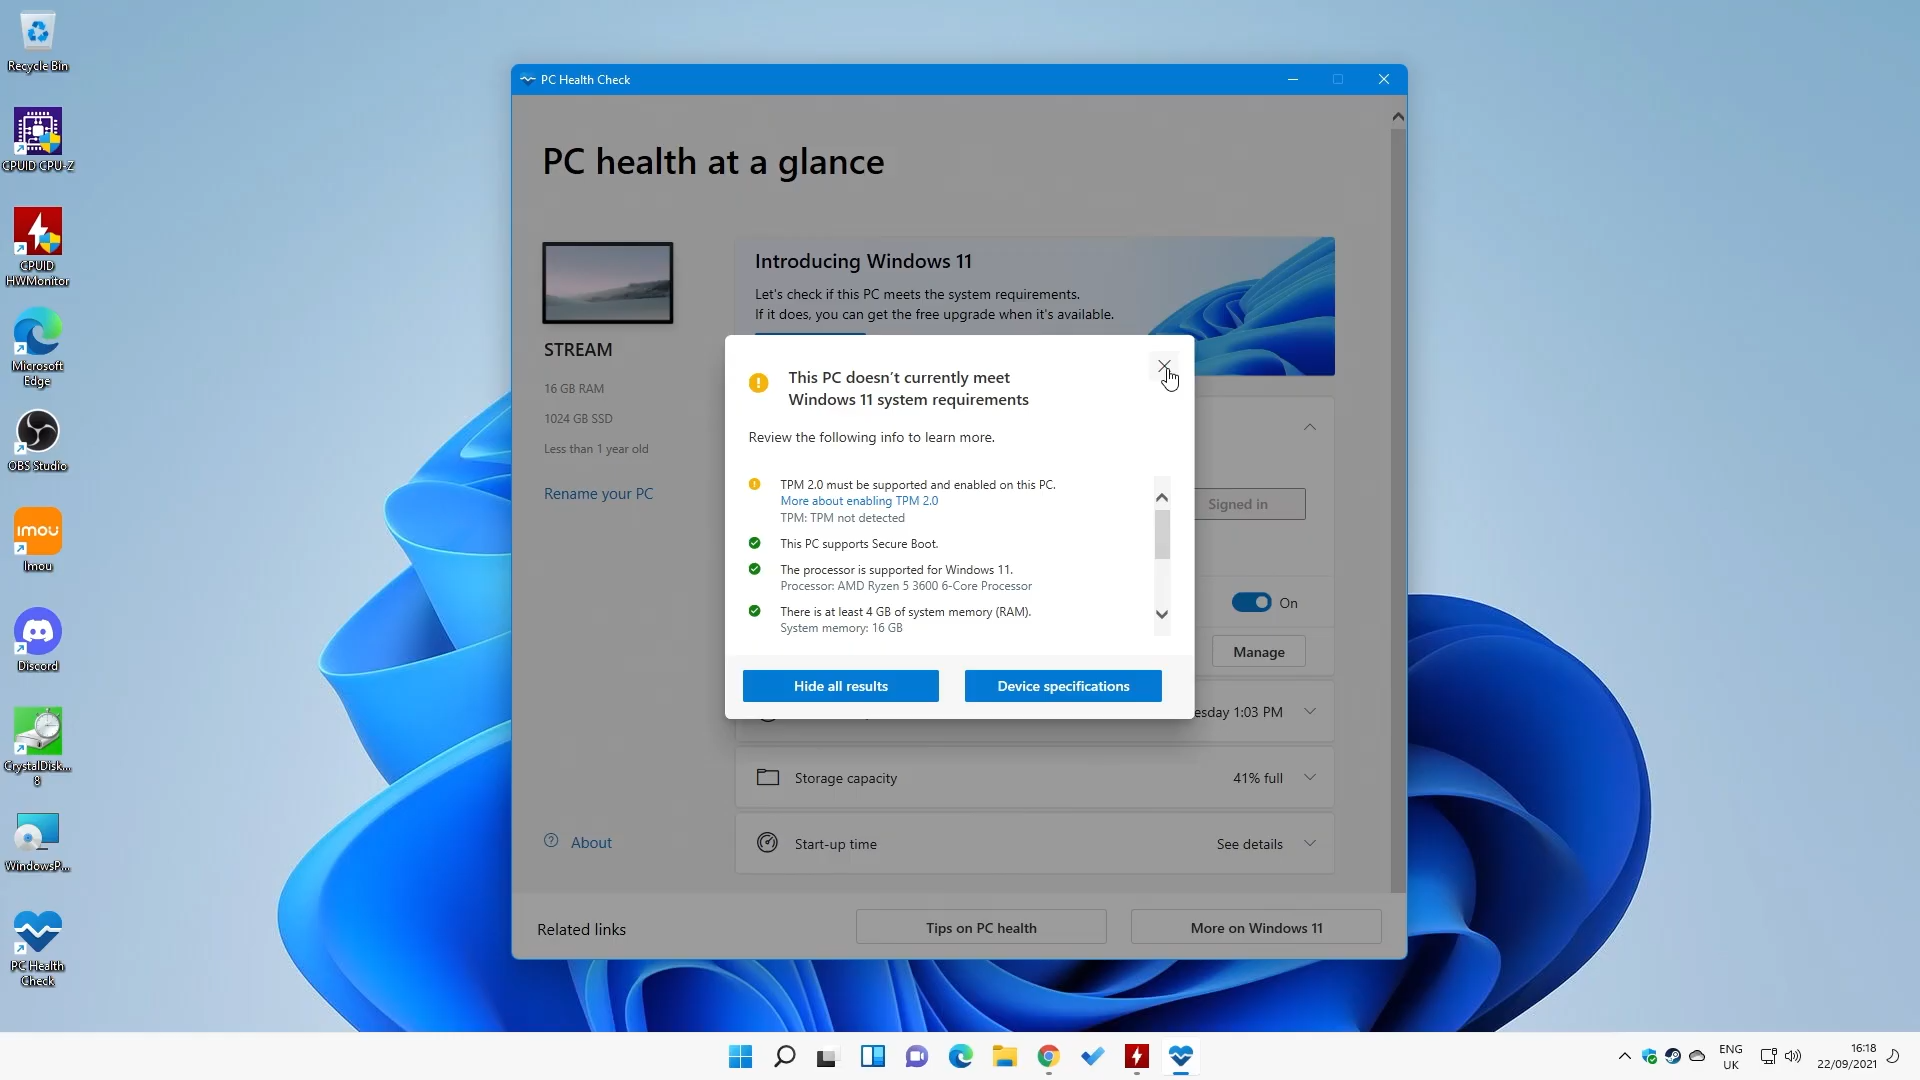 Recycle Bin
CPUID CPU-Z
CPUID
HWMonitor
Microsoft
Edge
OBS Studio
imou
Imou
Discord
CrystalDisk...
8
WindowsP...
PC Health
Check
PC Health Check
PC health at a glance
STREAM
16 GB RAM
1024 GB SSD
Less than 1 year old
Rename your PC
About
Introducing Windows 11
Let's check if this PC meets the system requirements.
If it does, you can get the free upgrade when it's available.
This PC doesn't currently meet
Windows 11 system requirements
Review the following info to learn more.
TPM 2.0 must be supported and enabled on this PC.
More about enabling TPM 2.0
TPM: TPM not detected
This PC supports Secure Boot.
The processor is supported for Windows 11.
Processor: AMD Ryzen 5 3600 6-Core Processor
There is at least 4 GB of system memory (RAM).
System memory: 16 GB
Hide all results
Device specifications
Signed in
On
Manage
esday 1:03 PM
Storage capacity
41% full
Start-up time
See details
Related links
Tips on PC health
More on Windows 11
ENG
UK
16:18
22/09/2021